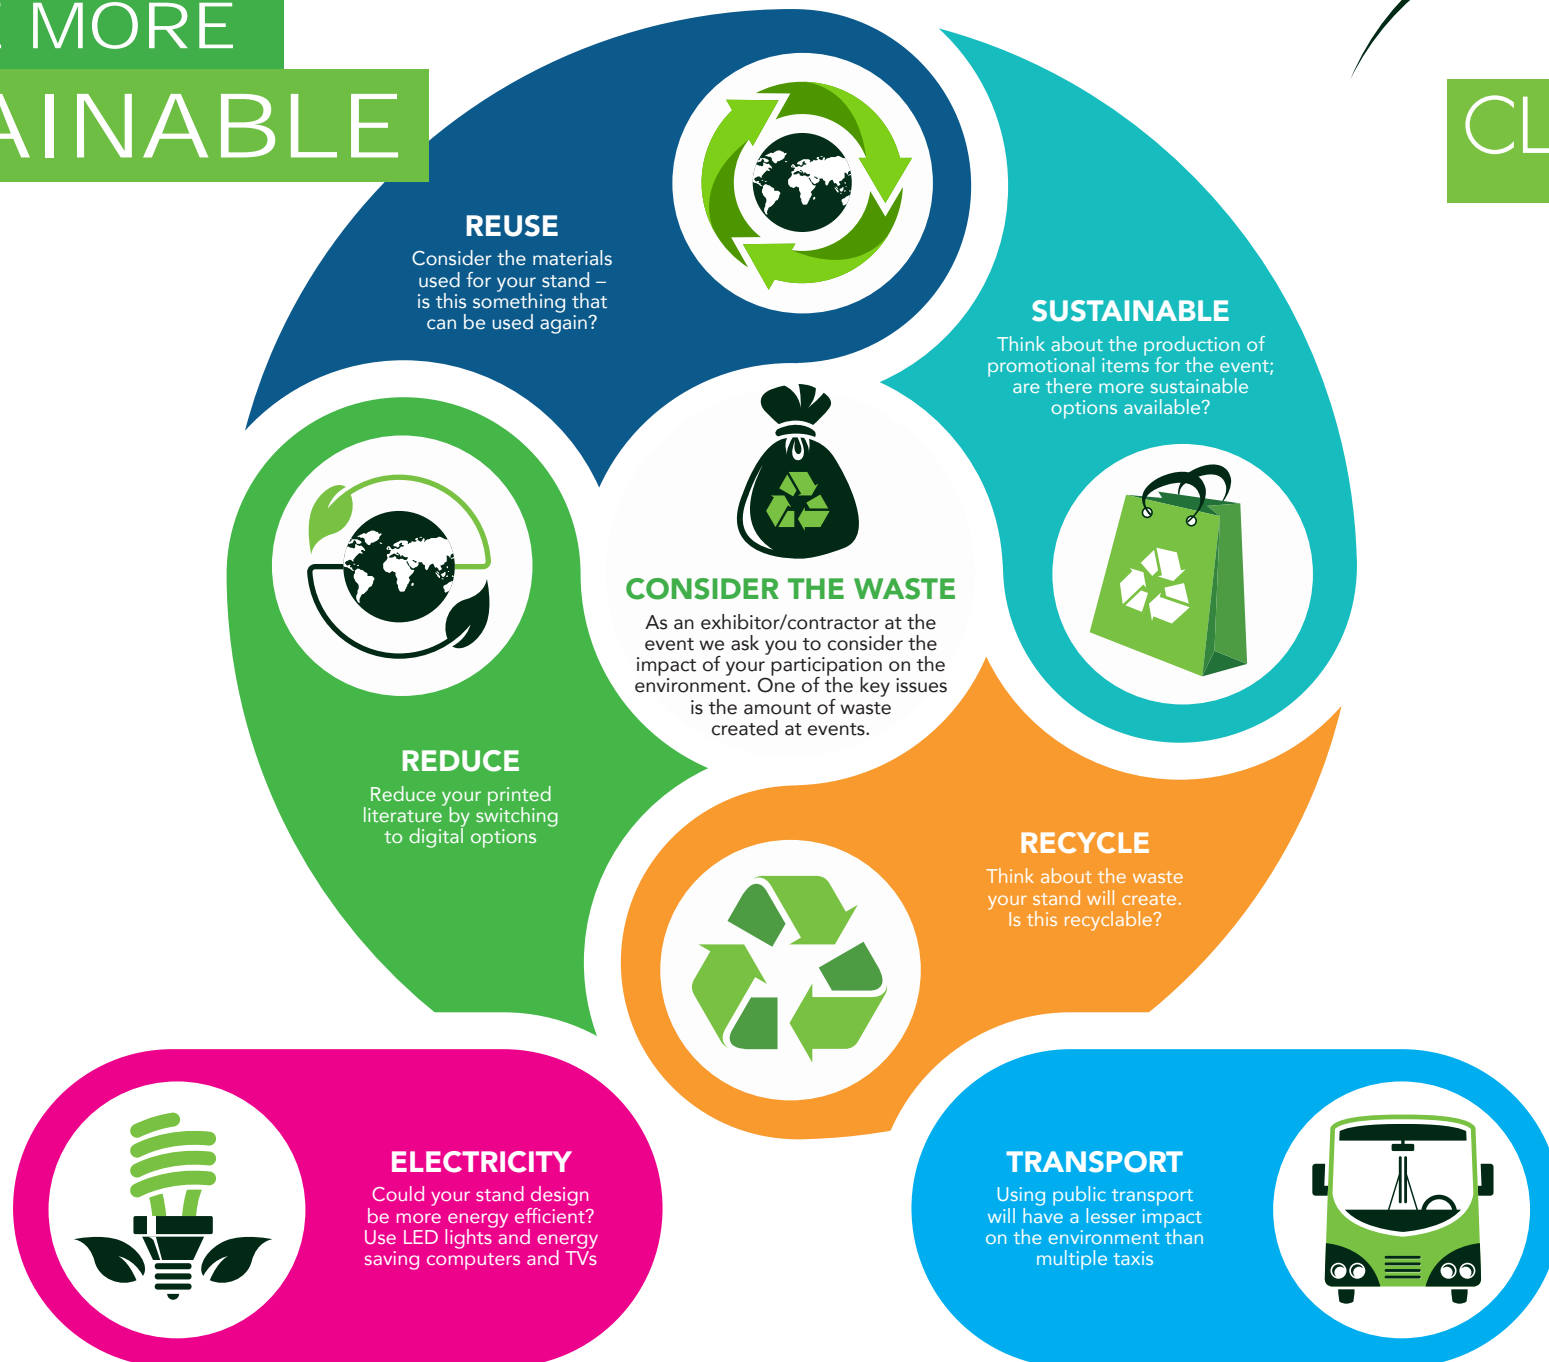 MORE
AINABLE
CL
REUSE
Consider the materials
used for your stand –
is this something that
can be used again?
SUSTAINABLE
Think about the production of
promotional items for the event;
are there more sustainable
options available?
CONSIDER THE WASTE
As an exhibitor/contractor at the
event we ask you to consider the
impact of your participation on the
environment. One of the key issues
is the amount of waste
created at events.
REDUCE
Reduce your printed
literature by switching
to digital options
RECYCLE
Think about the waste
your stand will create.
Is this recyclable?
ELECTRICITY
Could your stand design
be more energy efficient?
Use LED lights and energy
saving computers and TVs
TRANSPORT
Using public transport
will have a lesser impact
on the environment than
multiple taxis